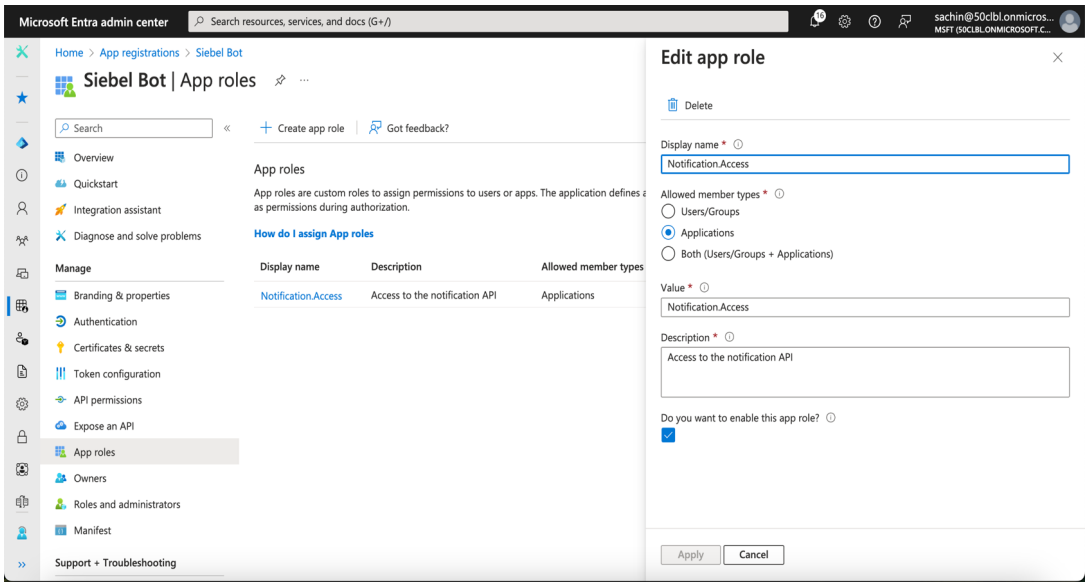 Microsoft Entra admin center
Search resources, services, and docs (G+/)
16
sachin@50clbl.onmicros...
MSFT (50CLBL.ONMICROSOFT.C...
Home > App registrations > Siebel Bot
Siebel Bot | App roles
...
Search
«
Overview
Quickstart
Integration assistant
Diagnose and solve problems
Manage
Branding & properties
Authentication
Certificates & secrets
Token configuration
API permissions
Expose an API
App roles
Owners
Roles and administrators
Manifest
Support + Troubleshooting
+ Create app role
Got feedback?
App roles
App roles are custom roles to assign permissions to users or apps. The application defines a
as permissions during authorization.
How do I assign App roles
Display name Description Allowed member types
Notification.Access Access to the notification API Applications
Edit app role
Delete
Display name *
Notification.Access
Allowed member types *
Users/Groups
Applications
Both (Users/Groups + Applications)
Value *
Notification.Access
Description *
Access to the notification API
Do you want to enable this app role?
Apply Cancel